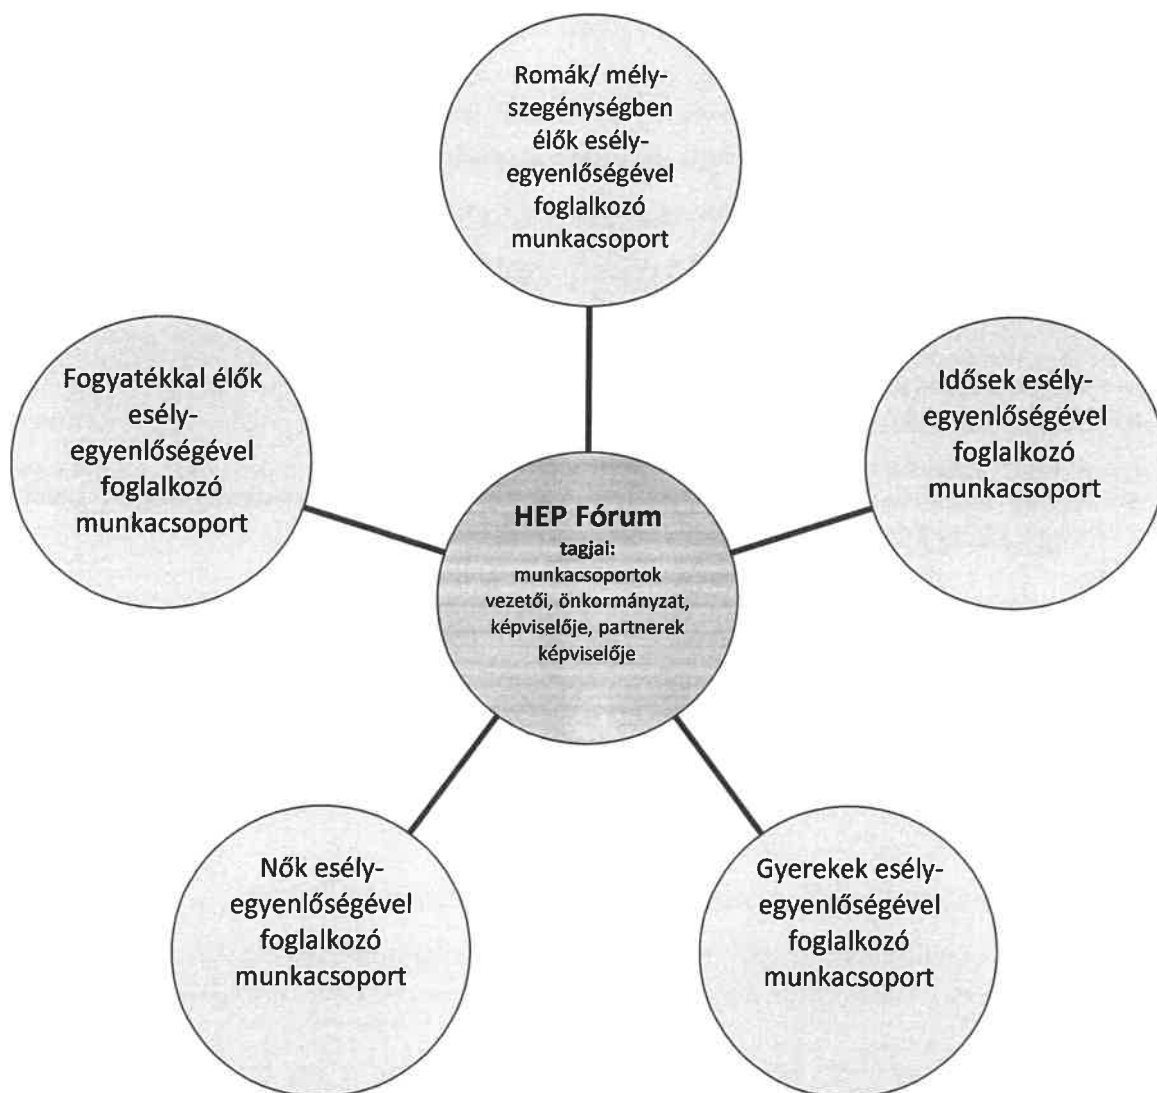 Romák/ mély-
szegénységben
élők esély-
egyenlőségével
foglalkozó
munkacsoport
Fogyatékkal élők
esély-
egyenlőségével
foglalkozó
munkacsoport
Idősek esély-
egyenlőségével
foglalkozó
munkacsoport
HEP Fórum
tagjai:
munkacsoportok
vezetői, önkormányzat,
képviselője, partnerek
képviselője
Nők esély-
egyenlőségével
foglalkozó
munkacsoport
Gyerekek esély-
egyenlőségével
foglalkozó
munkacsoport